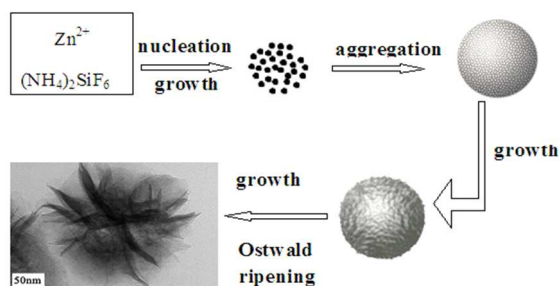 Zn²⁺
(NH₄)₂SiF₆
nucleation
growth
aggregation
growth
growth
Ostwald
ripening
50nm